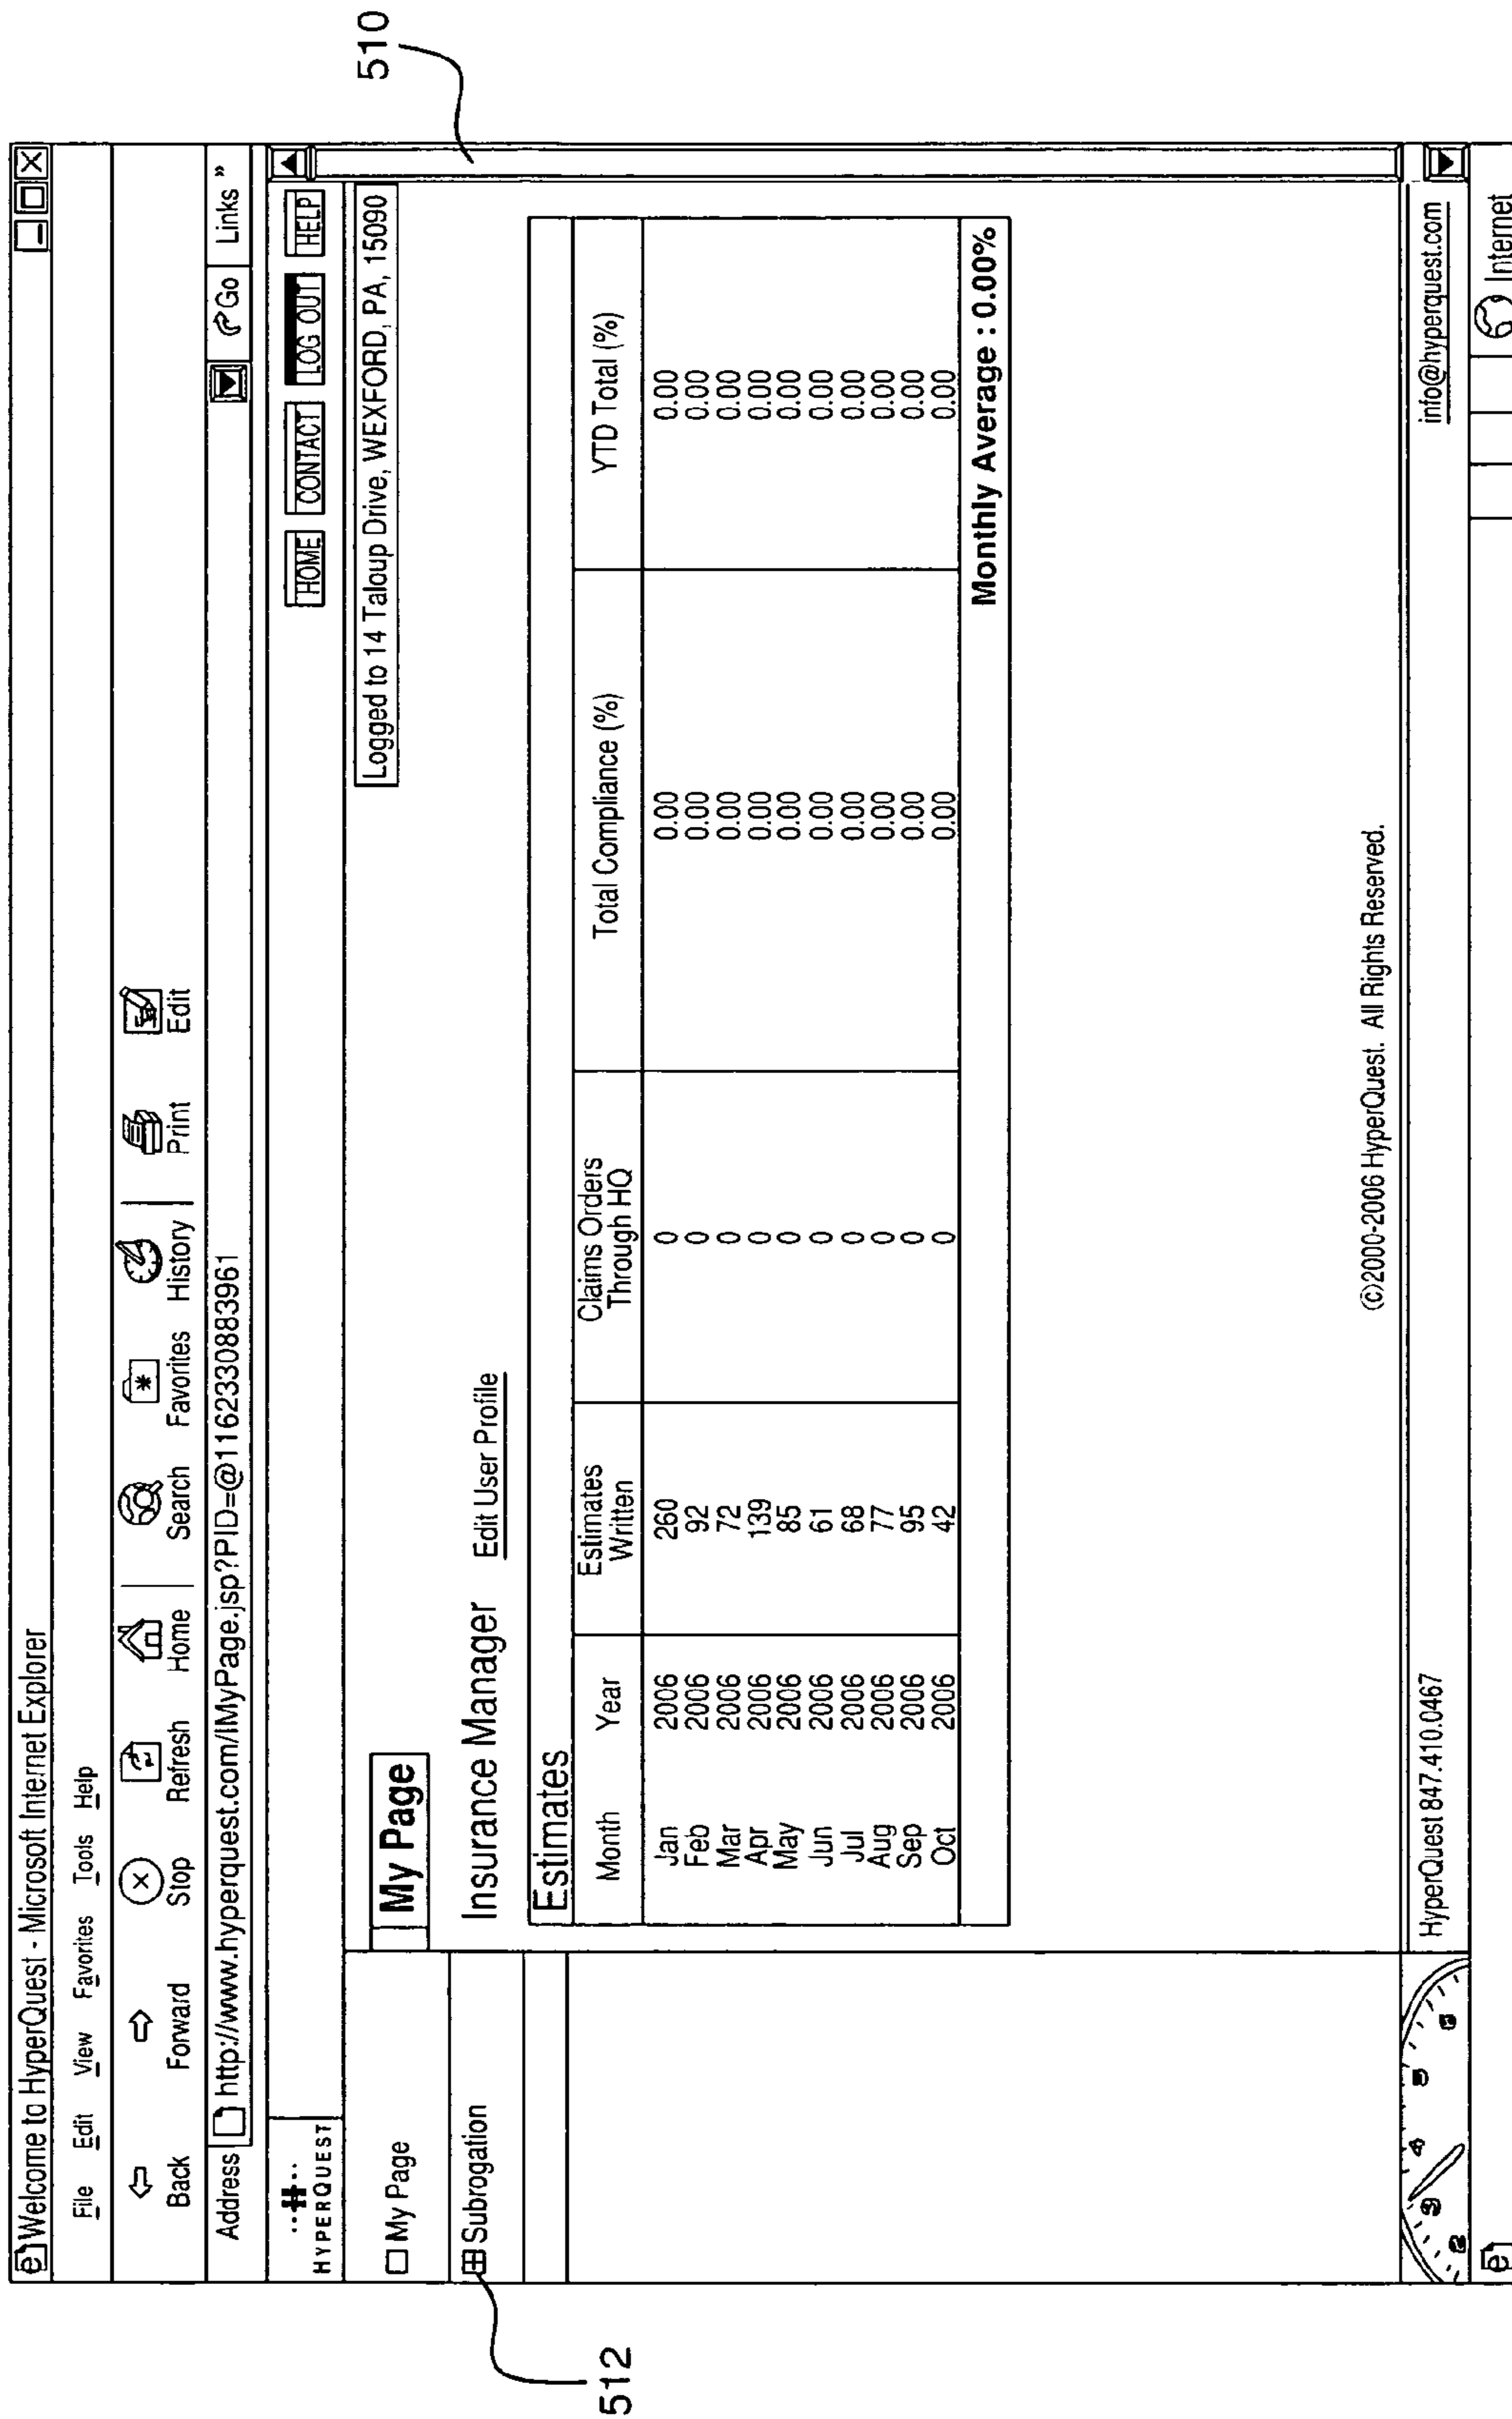 Welcome to HyperQuest - Microsoft Internet Explorer
File Edit View Favorites Tools Help
Back Forward Stop Refresh Home Search Favorites History Print Edit
Address http://www.hyperquest.com/IMyPage.jsp?PID=@1162330883961 Go Links »
HYPERQUEST HOME CONTACT LOG OUT HELP
510
My Page
Logged to 14 Taloup Drive, WEXFORD, PA, 15090
My Page
Subrogation
512
Insurance Manager Edit User Profile
Estimates
Month Year Estimates Written Claims Orders Through HQ Total Compliance (%) YTD Total (%)
Jan 2006 260 0 0.00 0.00
Feb 2006 92 0 0.00 0.00
Mar 2006 72 0 0.00 0.00
Apr 2006 139 0 0.00 0.00
May 2006 85 0 0.00 0.00
Jun 2006 61 0 0.00 0.00
Jul 2006 68 0 0.00 0.00
Aug 2006 77 0 0.00 0.00
Sep 2006 95 0 0.00 0.00
Oct 2006 42 0 0.00 0.00
Monthly Average : 0.00%
©2000-2006 HyperQuest. All Rights Reserved.
2 3 4 5 6
HyperQuest 847.410.0467 info@hyperquest.com
Internet